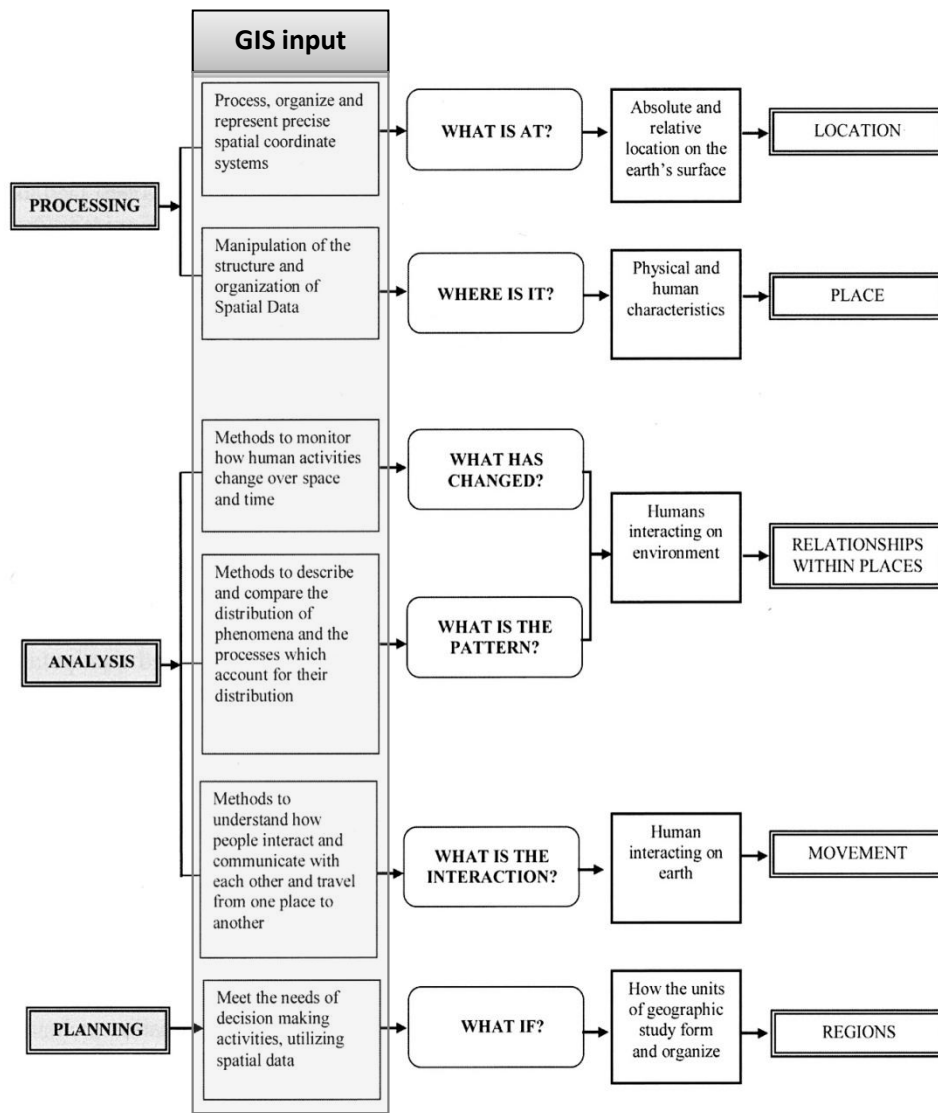 GIS input
PROCESSING
Process, organize and
represent precise
spatial coordinate
systems
WHAT IS AT?
Absolute and
relative
location on the
earth's surface
LOCATION
Manipulation of the
structure and
organization of
Spatial Data
WHERE IS IT?
Physical and
human
characteristics
PLACE
ANALYSIS
Methods to monitor
how human activities
change over space
and time
WHAT HAS
CHANGED?
Methods to describe
and compare the
distribution of
phenomena and the
processes which
account for their
distribution
WHAT IS THE
PATTERN?
Humans
interacting on
environment
RELATIONSHIPS
WITHIN PLACES
Methods to
understand how
people interact and
communicate with
each other and travel
from one place to
another
WHAT IS THE
INTERACTION?
Human
interacting on
earth
MOVEMENT
PLANNING
Meet the needs of
decision making
activities, utilizing
spatial data
WHAT IF?
How the units
of geographic
study form
and organize
REGIONS